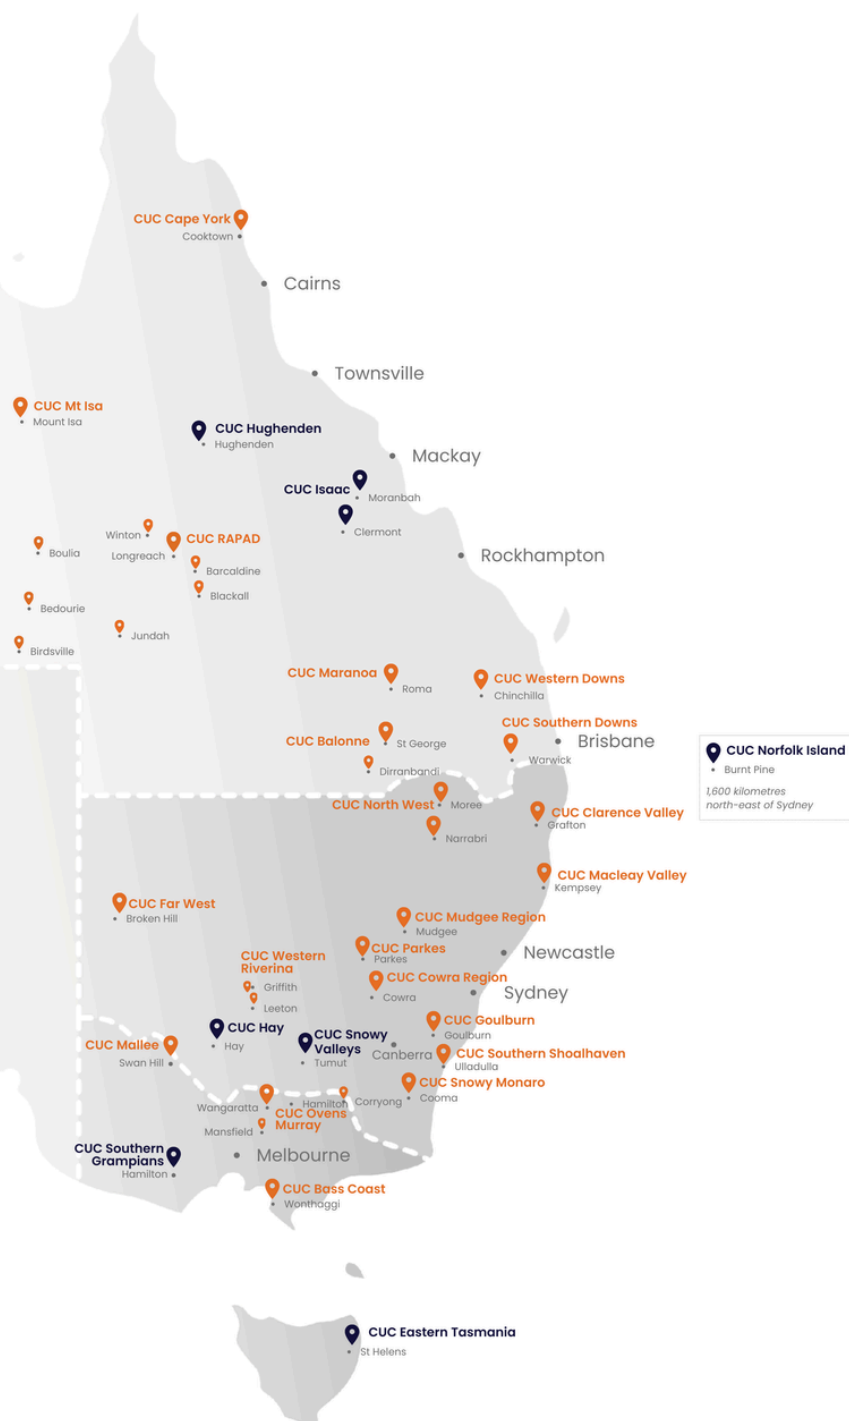 CUC Cape York
Cooktown
Cairns
Townsville
CUC Mt Isa
Mount Isa
CUC Hughenden
Hughenden
Mackay
CUC Isaac
Moranbah
Clermont
Winton
CUC RAPAD
Longreach
Boulia
Barcaldine
Rockhampton
Blackall
Bedourie
Jundah
Birdsville
CUC Maranoa
Roma
CUC Western Downs
Chinchilla
CUC Southern Downs
CUC Balonne
St George
Brisbane
Warwick
Dirranbandi
CUC Norfolk Island
Burnt Pine
1,600 kilometres
north-east of Sydney
CUC North West
Moree
CUC Clarence Valley
Grafton
Narrabri
CUC Macleay Valley
Kempsey
CUC Far West
Broken Hill
CUC Mudgee Region
Mudgee
CUC Parkes
Parkes
Newcastle
CUC Western
Riverina
Griffith
Leeton
CUC Cowra Region
Cowra
Sydney
CUC Goulburn
Goulburn
CUC Hay
Hay
CUC Snowy
Valleys
Tumut
Canberra
CUC Southern Shoalhaven
Ulladulla
CUC Mallee
Swan Hill
CUC Snowy Monaro
Cooma
Wangaratta
Hamilton
Corryong
CUC Ovens
Murray
Mansfield
CUC Southern
Grampians
Hamilton
Melbourne
CUC Bass Coast
Wonthaggi
CUC Eastern Tasmania
St Helens